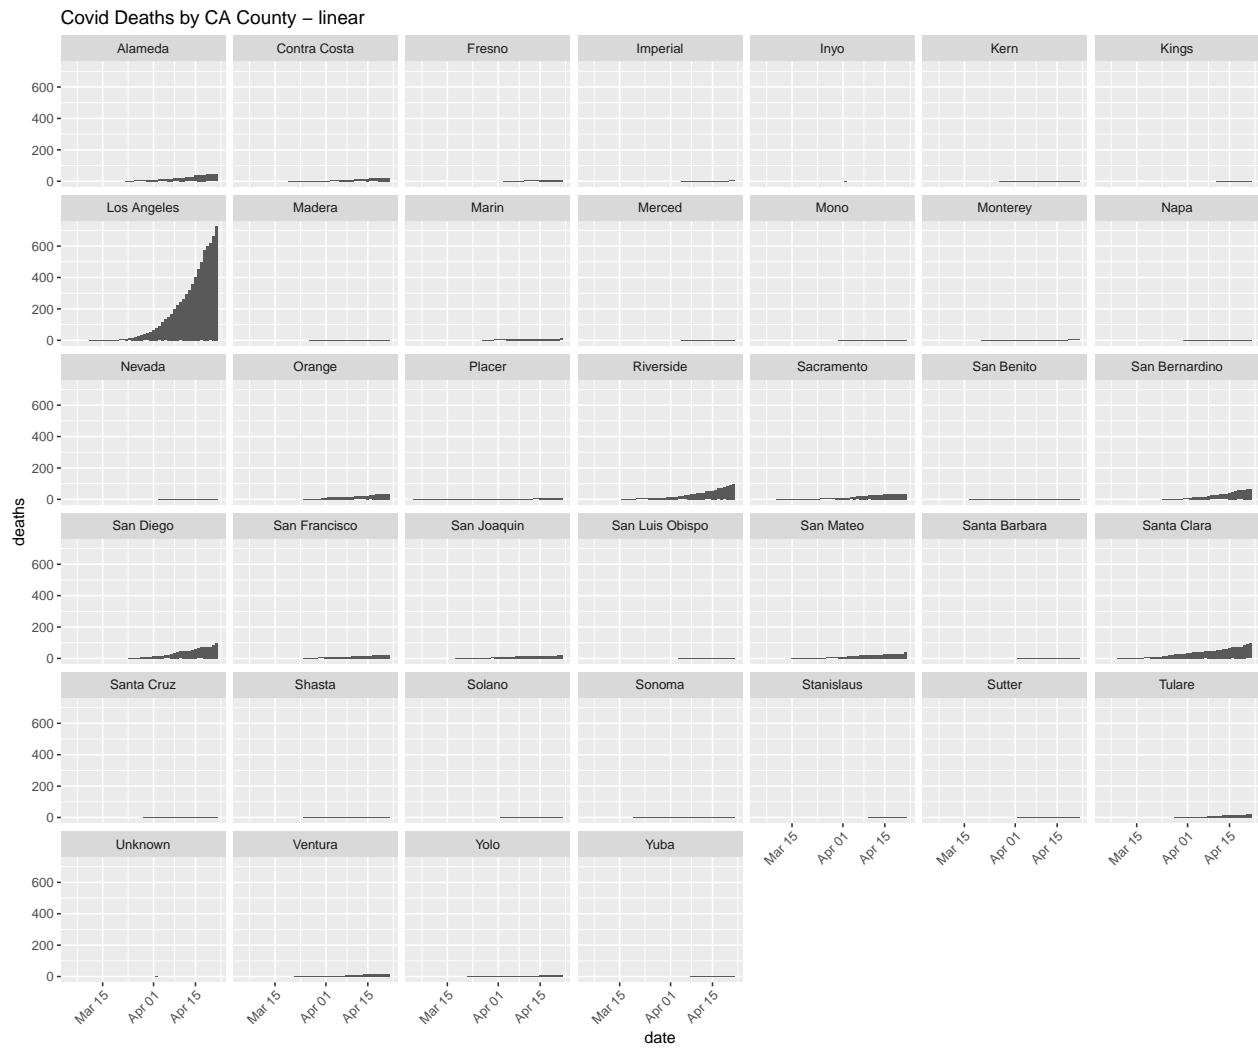 Covid Deaths by CA County – linear
Alameda Contra Costa Fresno Imperial Inyo Kern Kings
600
400
200
0
Los Angeles Madera Marin Merced Mono Monterey Napa
600
400
200
0
Nevada Orange Placer Riverside Sacramento San Benito San Bernardino
600
400
200
0
deaths
San Diego San Francisco San Joaquin San Luis Obispo San Mateo Santa Barbara Santa Clara
600
400
200
0
Santa Cruz Shasta Solano Sonoma Stanislaus Sutter Tulare
600
400
200
0
Mar 15 Apr 01 Apr 15 Mar 15 Apr 01 Apr 15 Mar 15 Apr 01 Apr 15
Unknown Ventura Yolo Yuba
600
400
200
0
Mar 15 Apr 01 Apr 15 Mar 15 Apr 01 Apr 15 Mar 15 Apr 01 Apr 15 Mar 15 Apr 01 Apr 15
date